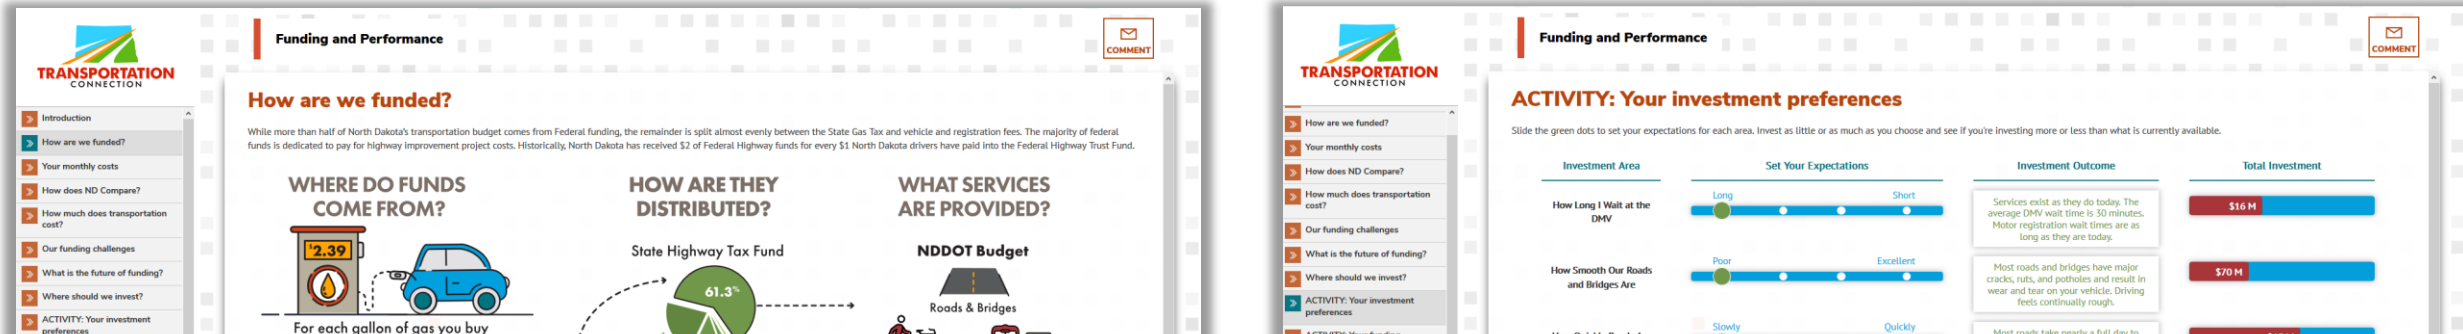 TRANSPORTATION
CONNECTION
Funding and Performance
COMMENT
Introduction
How are we funded?
Your monthly costs
How does ND Compare?
How much does transportation
cost?
Our funding challenges
What is the future of funding?
Where should we invest?
ACTIVITY: Your investment
preferences
How are we funded?
While more than half of North Dakota's transportation budget comes from Federal funding, the remainder is split almost evenly between the State Gas Tax and vehicle and registration fees. The majority of federal
funds is dedicated to pay for highway improvement project costs. Historically, North Dakota has received $2 of Federal Highway funds for every $1 North Dakota drivers have paid into the Federal Highway Trust Fund.
WHERE DO FUNDS
COME FROM?
$2.39
For each gallon of gas you buy
HOW ARE THEY
DISTRIBUTED?
State Highway Tax Fund
61.3%
WHAT SERVICES
ARE PROVIDED?
NDDOT Budget
Roads & Bridges
TRANSPORTATION
CONNECTION
Funding and Performance
COMMENT
How are we funded?
Your monthly costs
How does ND Compare?
How much does transportation
cost?
Our funding challenges
What is the future of funding?
Where should we invest?
ACTIVITY: Your investment
preferences
ACTIVITY: Your investment preferences
Slide the green dots to set your expectations for each area. Invest as little or as much as you choose and see if you're investing more or less than what is currently available.
Investment Area
Set Your Expectations
Investment Outcome
Total Investment
How Long I Wait at the
DMV
Long
Short
Services exist as they do today. The
average DMV wait time is 30 minutes.
Motor registration wait times are as
long as they are today.
$16 M
How Smooth Our Roads
and Bridges Are
Poor
Excellent
Most roads and bridges have major
cracks, ruts, and potholes and result in
wear and tear on your vehicle. Driving
feels continually rough.
$70 M
Slowly
Quickly
Most roads take nearly a full day to